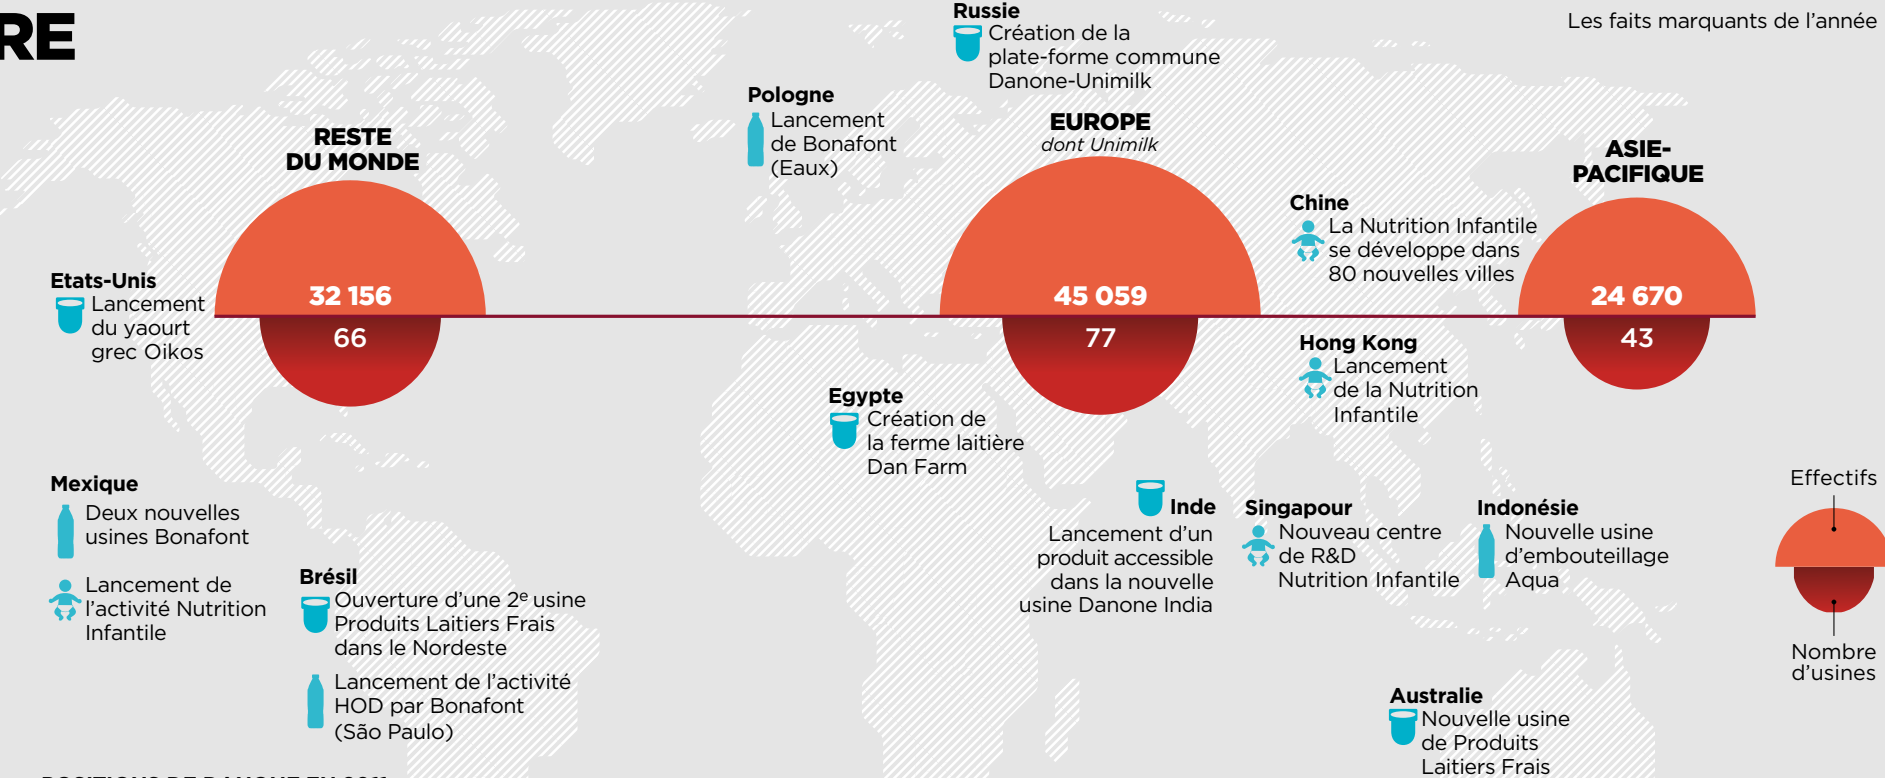 RE
Les faits marquants de l’année
Russie
Création de la
plate-forme commune
Danone-Unimilk
Pologne
Lancement
de Bonafont
(Eaux)
RESTE
DU MONDE
32 156
66
EUROPE
dont Unimilk
45 059
77
ASIE-
PACIFIQUE
24 670
43
Chine
La Nutrition Infantile
se développe dans
80 nouvelles villes
Etats-Unis
Lancement
du yaourt
grec Oikos
Hong Kong
Lancement
de la Nutrition
Infantile
Egypte
Création de
la ferme laitière
Dan Farm
Mexique
Deux nouvelles
usines Bonafont
Lancement de
l’activité Nutrition
Infantile
Brésil
Ouverture d’une 2e usine
Produits Laitiers Frais
dans le Nordeste
Lancement de l’activité
HOD par Bonafont
(São Paulo)
Inde
Lancement d’un
produit accessible
dans la nouvelle
usine Danone India
Singapour
Nouveau centre
de R&D
Nutrition Infantile
Indonésie
Nouvelle usine
d’embouteillage
Aqua
Effectifs
Nombre
d’usines
Australie
Nouvelle usine
de Produits
Laitiers Frais
POSITIONS DE DANONE EN 2011